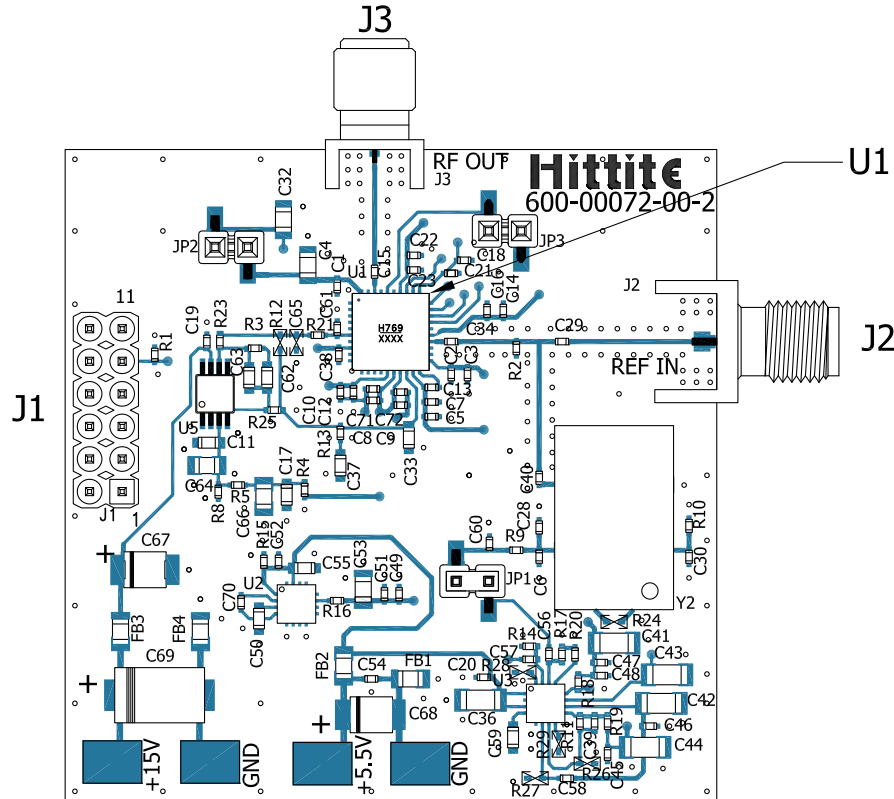 J3
RF OUT
J3
Hittite
600-00072-00-2
U1
C32
JP2
C4
C1
U1
C15
C22
C23
C21
C18
JP3
C16
C14
J2
J2
REF IN
11
J1
R1
C19
R23
R3
R12
C65
R21
C61
C38
H769
XXXX
C34
C2
C3
R2
C29
C63
C62
U5
R25
C11
C64
C10
C12
R13
C71
C8
C72
C9
C13
C7
C5
C33
C37
J1
1
R8
R5
C66
C17
R4
C40
C28
C6
R10
C30
Y2
+
C67
R15
C52
C55
C53
C51
C49
U2
C70
C50
R16
C60
R9
JP1
FB3
FB4
C69
+
FB2
C54
FB1
C68
+
C20
C36
R14
C57
R28
U3
C56
R17
R20
R24
C41
C47
C48
C43
R18
C42
R19
C46
C44
C45
C59
R29
R11
C39
R26
R27
C58
+15V
GND
+5.5V
GND